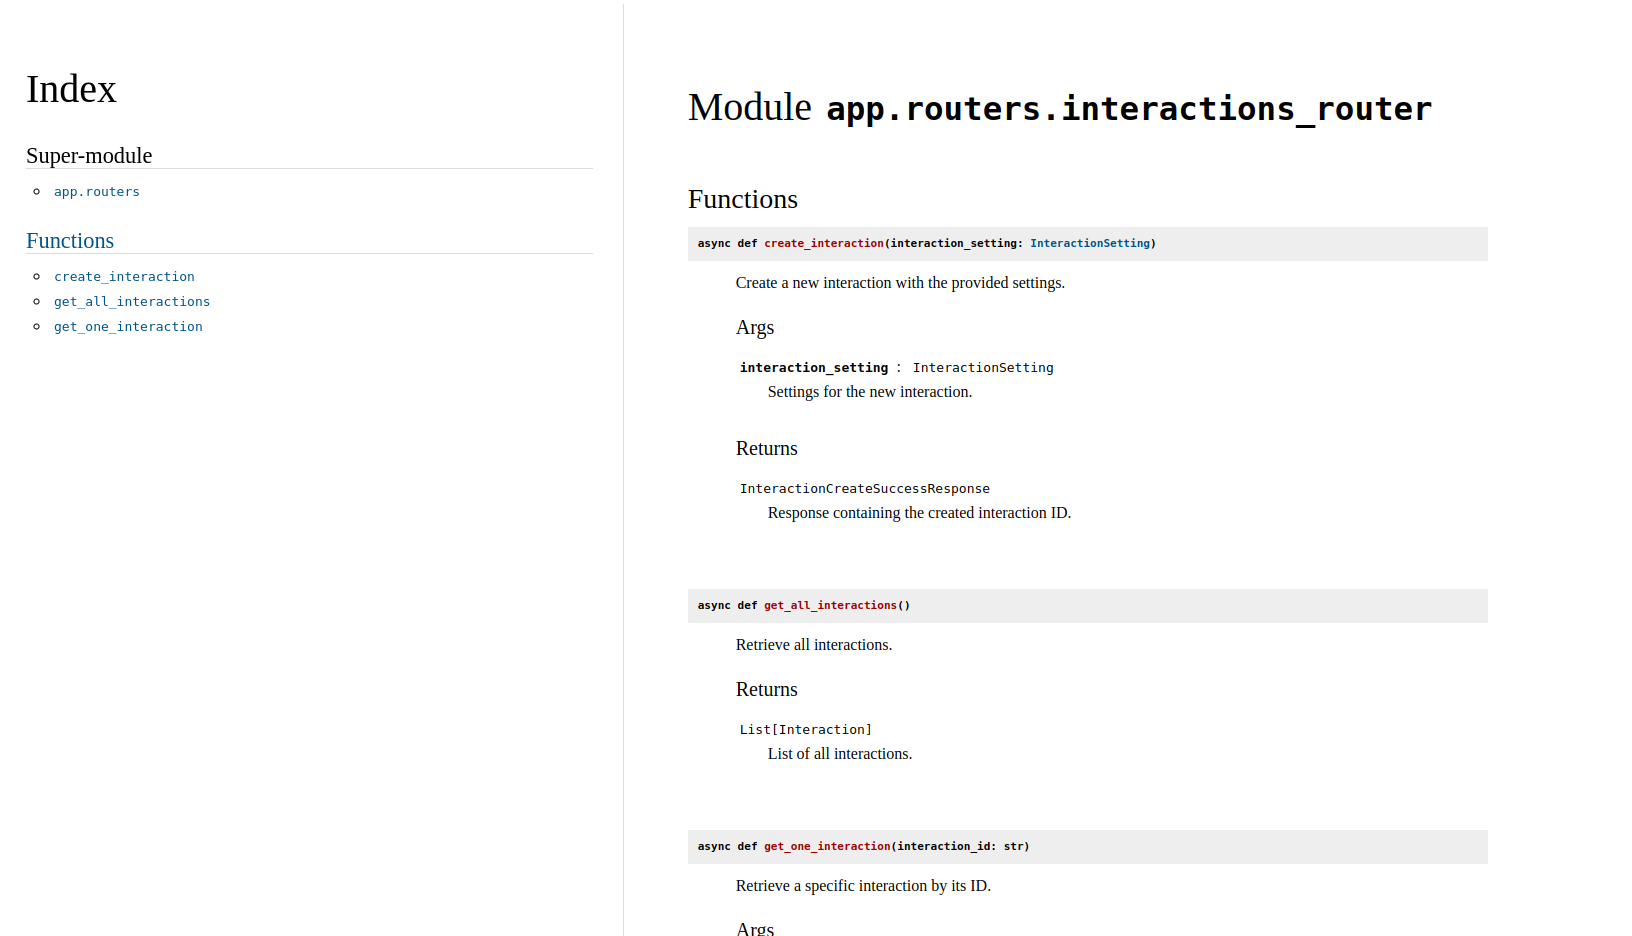 Index
Super-module
app.routers
Functions
create_interaction
get_all_interactions
get_one_interaction
Module app.routers.interactions_router
Functions
async def create_interaction(interaction_setting: InteractionSetting)
Create a new interaction with the provided settings.
Args
interaction_setting : InteractionSetting
Settings for the new interaction.
Returns
InteractionCreateSuccessResponse
Response containing the created interaction ID.
async def get_all_interactions()
Retrieve all interactions.
Returns
List[Interaction]
List of all interactions.
async def get_one_interaction(interaction_id: str)
Retrieve a specific interaction by its ID.
Args